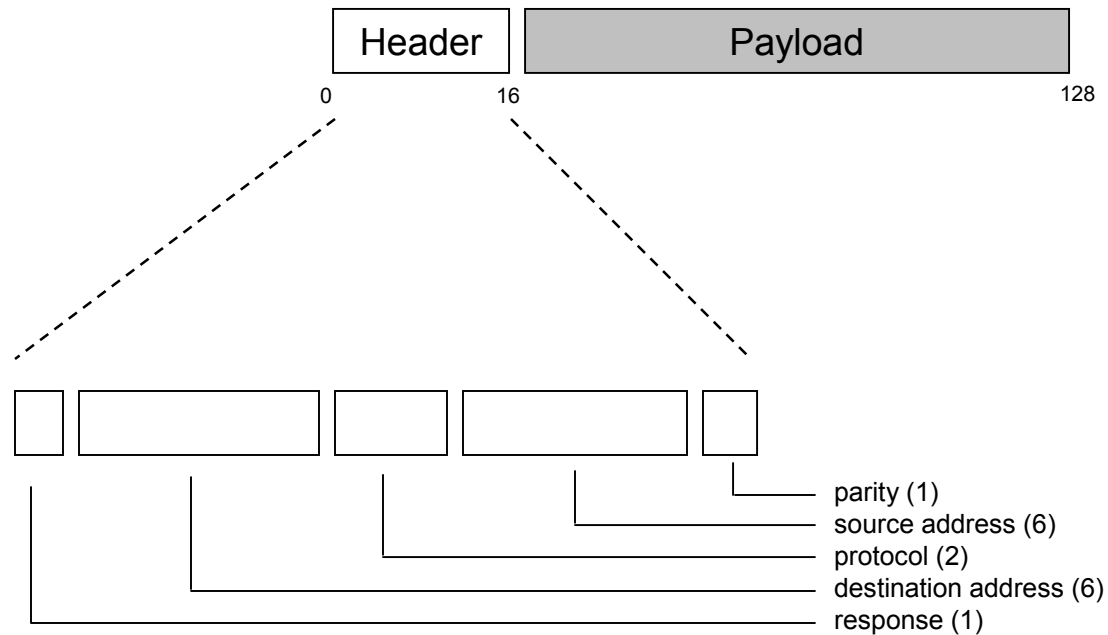 Header
Payload
0
16
128
parity (1)
source address (6)
protocol (2)
destination address (6)
response (1)